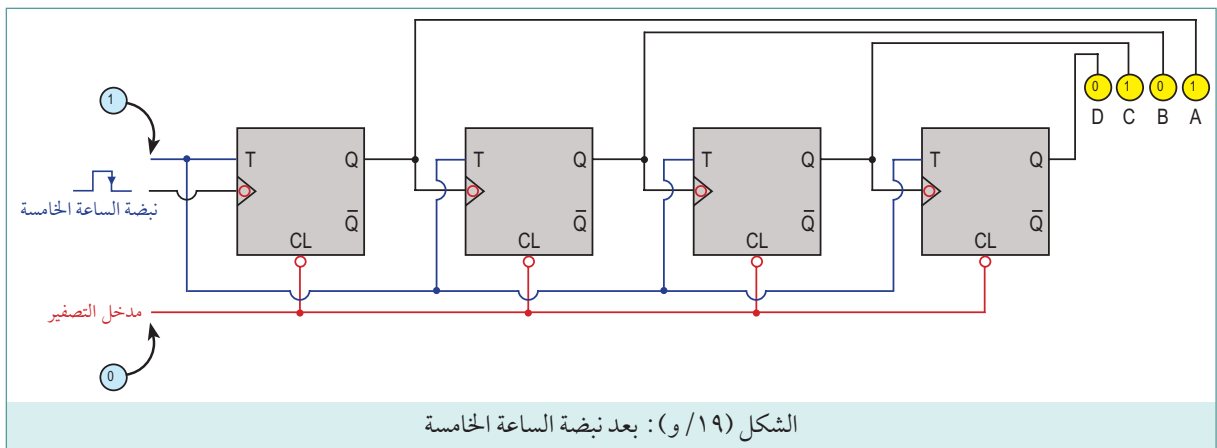 0 1 0 1
D C B A
1
T Q T Q T Q T Q
نبضة الساعة الخامسة
Q̅ Q̅ Q̅ Q̅
CL CL CL CL
مدخل التصفير
0
الشكل (١٩/ و): بعد نبضة الساعة الخامسة